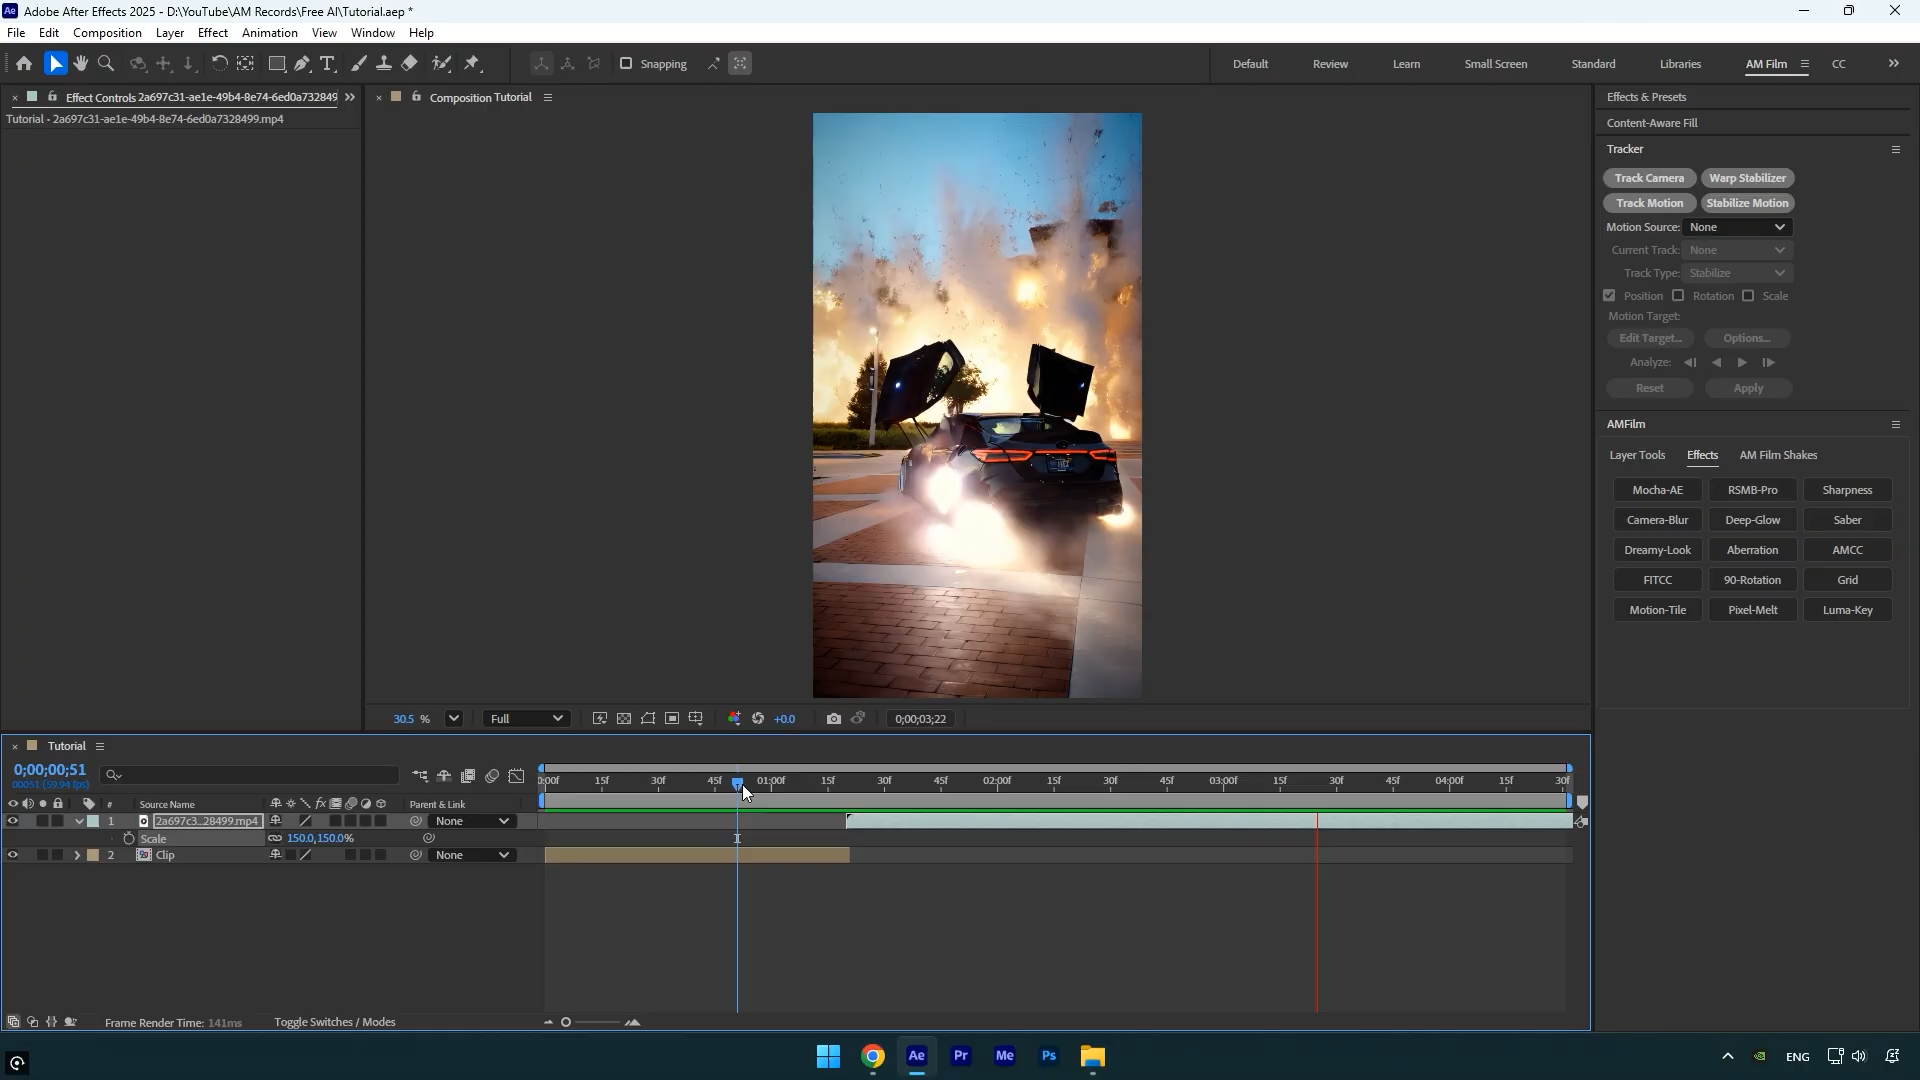 Ae Adobe After Effects 2025 - D:\YouTube\AM Records\Free AI\Tutorial.aep *
File Edit Composition Layer Effect Animation View Window Help
Snapping Default Review Learn Small Screen Standard Libraries AM Film CC
Effect Controls 2a697c31-ae1e-49b4-8e74-6ed0a732849
Tutorial • 2a697c31-ae1e-49b4-8e74-6ed0a7328499.mp4
Composition Tutorial
Effects & Presets
Content-Aware Fill
Tracker
Track Camera Warp Stabilizer
Track Motion Stabilize Motion
Motion Source: None
Current Track: None
Track Type: Stabilize
Position Rotation Scale
Motion Target:
Edit Target... Options...
Analyze:
Reset Apply
AMFilm
Layer Tools Effects AM Film Shakes
Mocha-AE RSMB-Pro Sharpness
Camera-Blur Deep-Glow Saber
Dreamy-Look Aberration AMCC
FITCC 90-Rotation Grid
Motion-Tile Pixel-Melt Luma-Key
30.5 % Full +0.0 0;00;03;22
Tutorial
0;00;00;51
00051 (59.94 fps)
0:00f 15f 30f 45f 01:00f 15f 30f 45f 02:00f 15f 30f 45f 03:00f 15f 30f 45f 04:00f 15f 30f
# Source Name fx Parent & Link
1 2a697c3...28499.mp4 None
Scale 150.0,150.0%
2 Clip None
Frame Render Time: 141ms Toggle Switches / Modes
Ae Pr Me Ps ENG